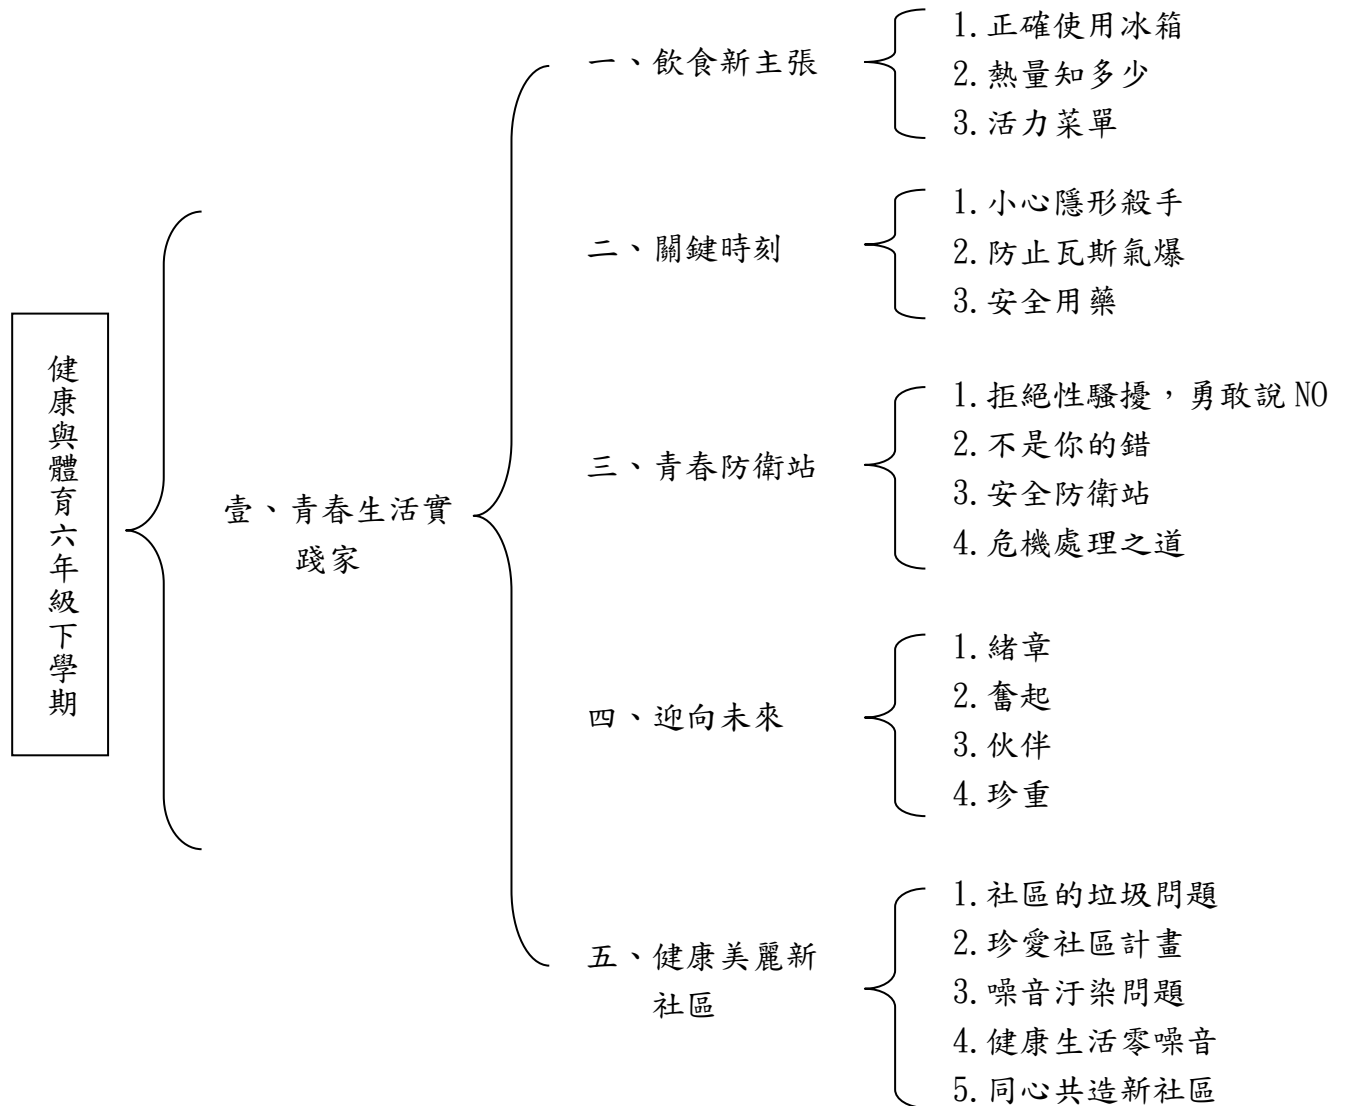 健康與體育六年級下學期
壹、青春生活實
踐家
一、飲食新主張
1.正確使用冰箱
2.熱量知多少
3.活力菜單
二、關鍵時刻
1.小心隱形殺手
2.防止瓦斯氣爆
3.安全用藥
三、青春防衛站
1.拒絕性騷擾，勇敢說 NO
2.不是你的錯
3.安全防衛站
4.危機處理之道
四、迎向未來
1.緒章
2.奮起
3.伙伴
4.珍重
五、健康美麗新
社區
1.社區的垃圾問題
2.珍愛社區計畫
3.噪音汙染問題
4.健康生活零噪音
5.同心共造新社區